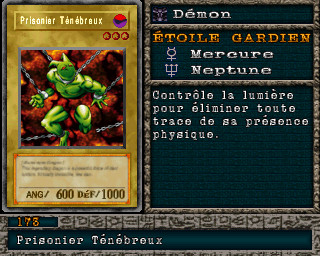 Prisonier Ténébreux
ANG/ 600 DéF/1000
Démon
ÉTOILE GARDIEN
Mercure
Neptune
Contrôle la lumière
pour éliminer toute
trace de sa présence
physique.
173
Prisonier Ténébreux